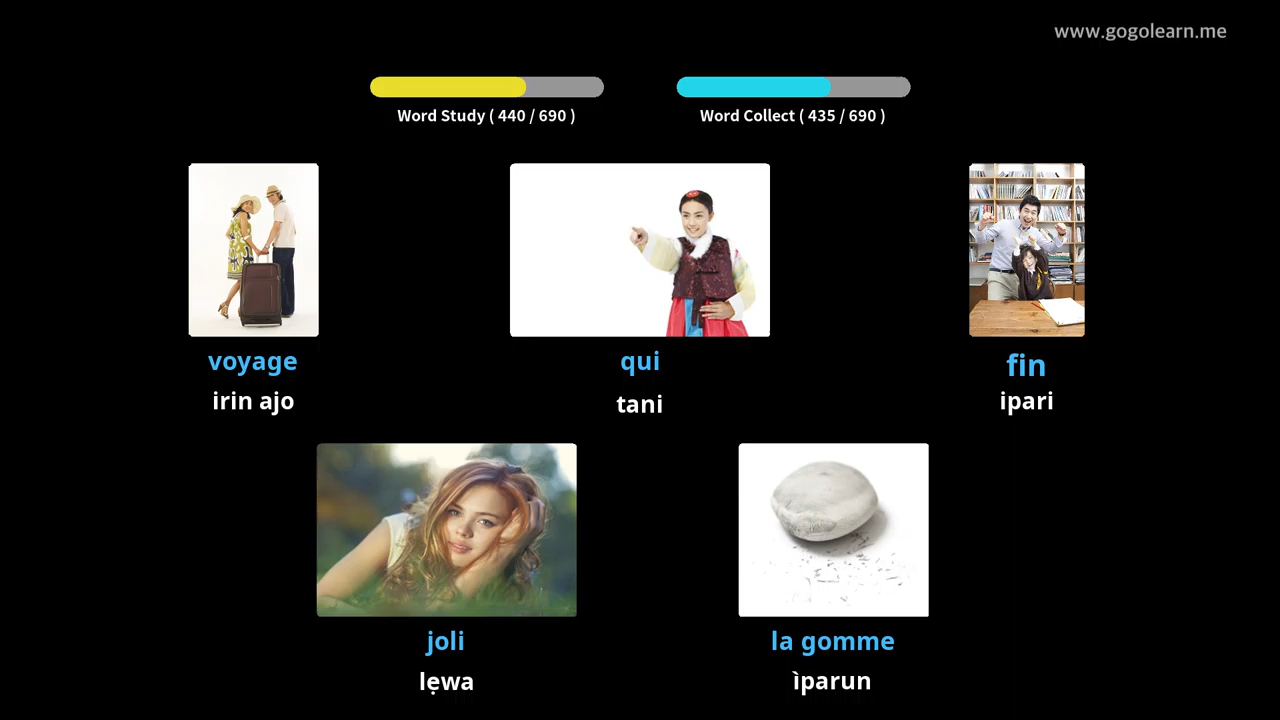 www.gogolearn.me
Word Study ( 440 / 690 )
Word Collect ( 435 / 690 )
voyage
irin ajo
qui
tani
fin
ipari
joli
lẹwa
la gomme
ìparun